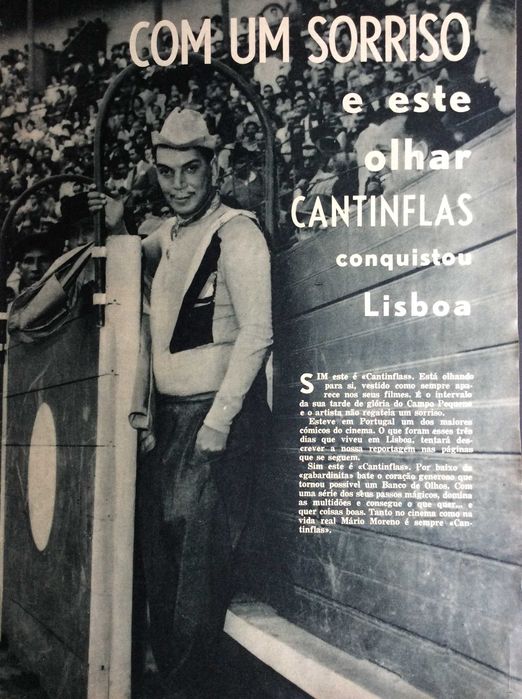 COM UM SORRISO
e este
olhar
CANTINFLAS
conquistou
Lisboa
SIM este é «Cantinflas». Está olhando
para si, vestido como sempre apa-
rece nos seus filmes. É o intervalo
da sua tarde de glória do Campo Pequeno
e o artista não regateia um sorriso.
Esteve em Portugal um dos maiores
cómicos do cinema. O que foram esses três
dias que viveu em Lisboa, tentará des-
crever a nossa reportagem nas páginas
que se seguem.
Sim este é «Cantinflas». Por baixo da
«gabardinita» bate o coração generoso que
tornou possível um Banco de Olhos. Com
uma série dos seus passos mágicos, domina
as multidões e consegue o que quer... e
quer coisas boas. Tanto no cinema como na
vida real Mário Moreno é sempre «Can-
tinflas».